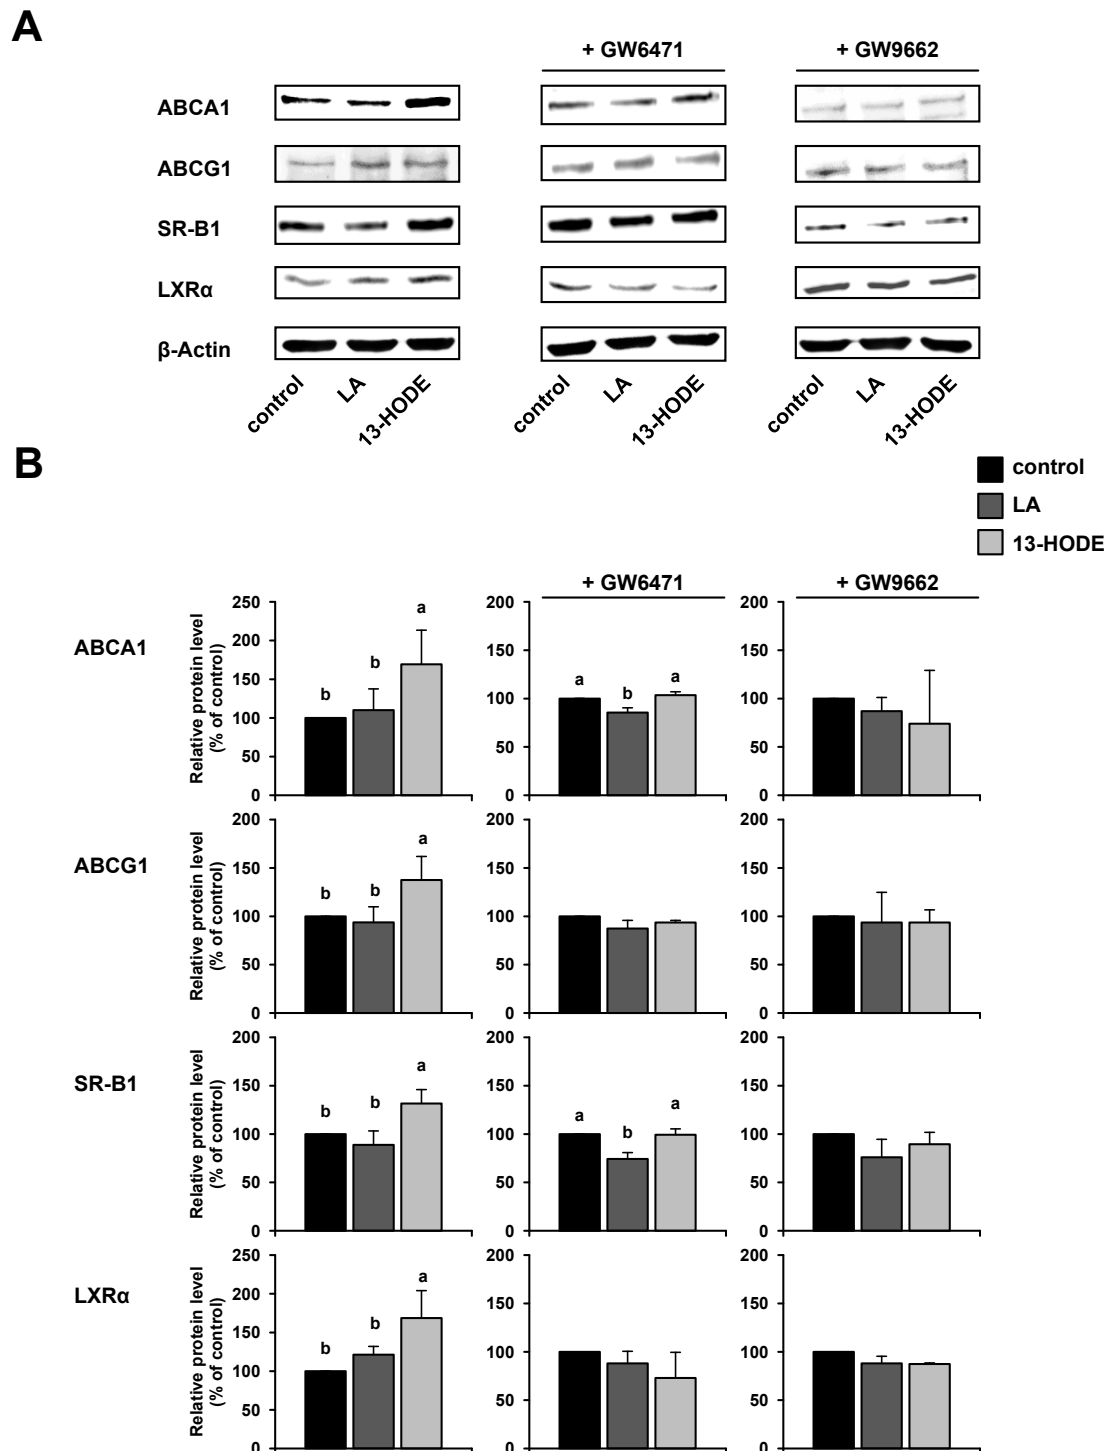 A
+ GW6471
+ GW9662
ABCA1
ABCG1
SR-B1
LXRα
β-Actin
control
LA
13-HODE
control
LA
13-HODE
control
LA
13-HODE
B
control
LA
13-HODE
+ GW6471
+ GW9662
ABCA1
Relative protein level
(% of control)
250
200
150
100
50
0
b
b
a
200
150
100
50
0
a
b
a
200
150
100
50
0
ABCG1
Relative protein level
(% of control)
200
150
100
50
0
b
b
a
200
150
100
50
0
200
150
100
50
0
SR-B1
Relative protein level
(% of control)
200
150
100
50
0
b
b
a
200
150
100
50
0
a
b
a
200
150
100
50
0
LXRα
Relative protein level
(% of control)
250
200
150
100
50
0
b
b
a
200
150
100
50
0
200
150
100
50
0